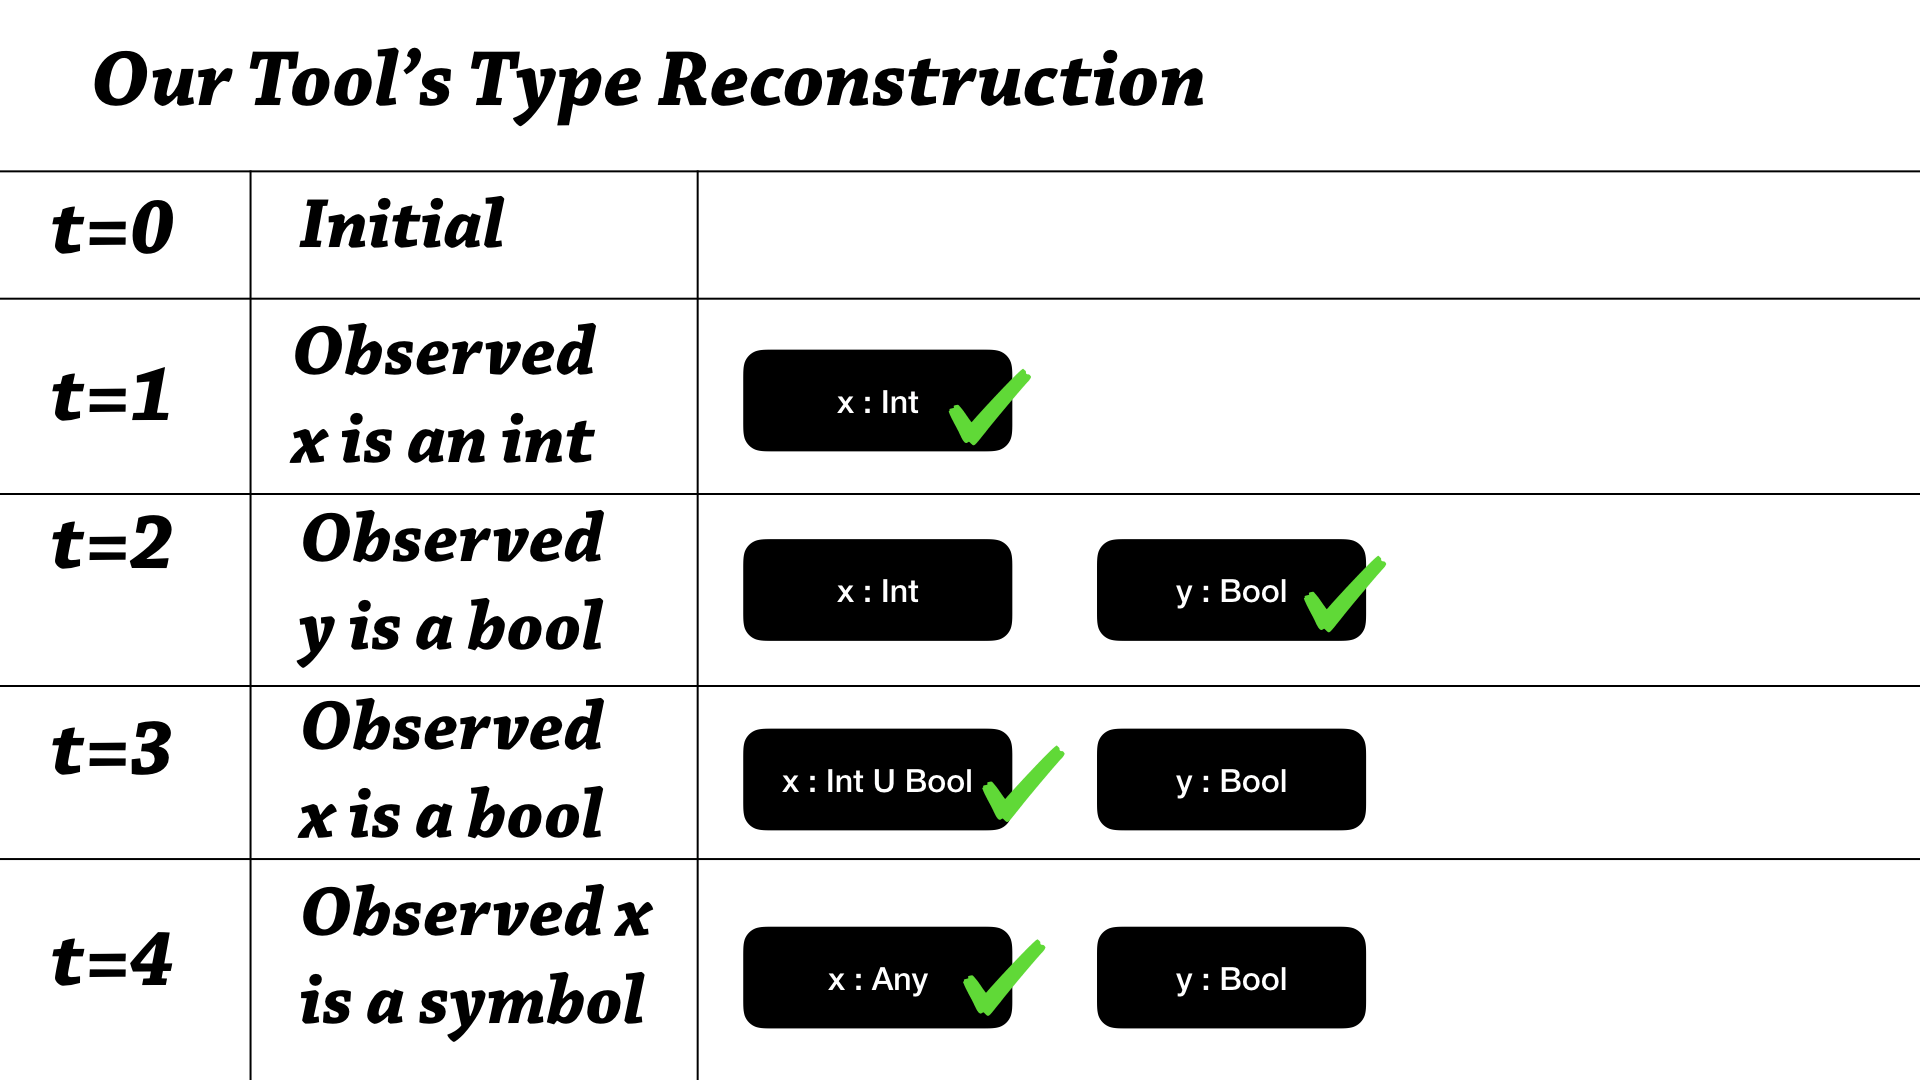 Our Tool’s Type Reconstruction
t=0
Initial
t=1
Observed
x is an int
x : Int
t=2
Observed
y is a bool
x : Int
y : Bool
t=3
Observed
x is a bool
x : Int U Bool
y : Bool
t=4
Observed x
is a symbol
x : Any
y : Bool